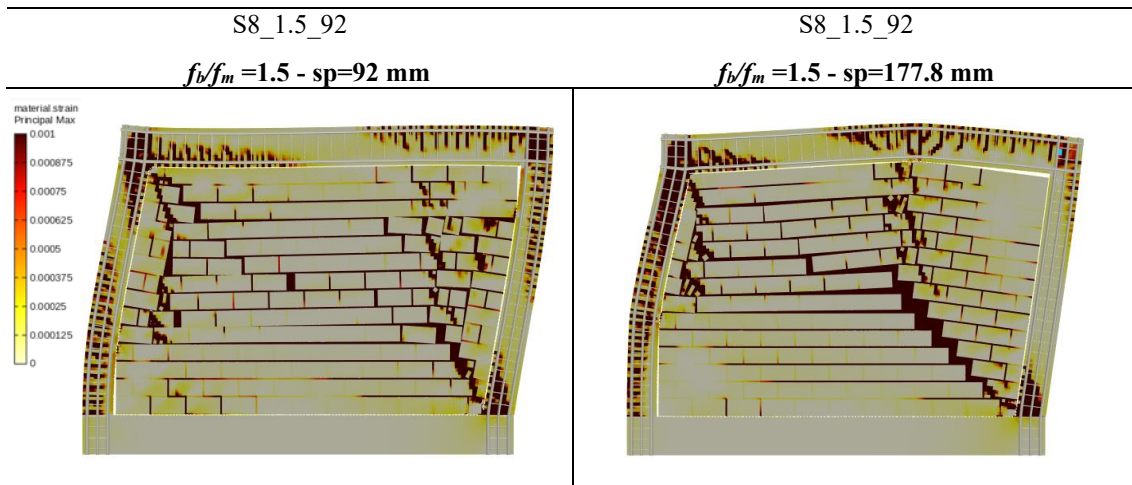 S8_1.5_92
S8_1.5_92
fb/fm =1.5 - sp=92 mm
fb/fm =1.5 - sp=177.8 mm
material.strain
Principal Max
0.001
0.000875
0.00075
0.000625
0.0005
0.000375
0.00025
0.000125
0